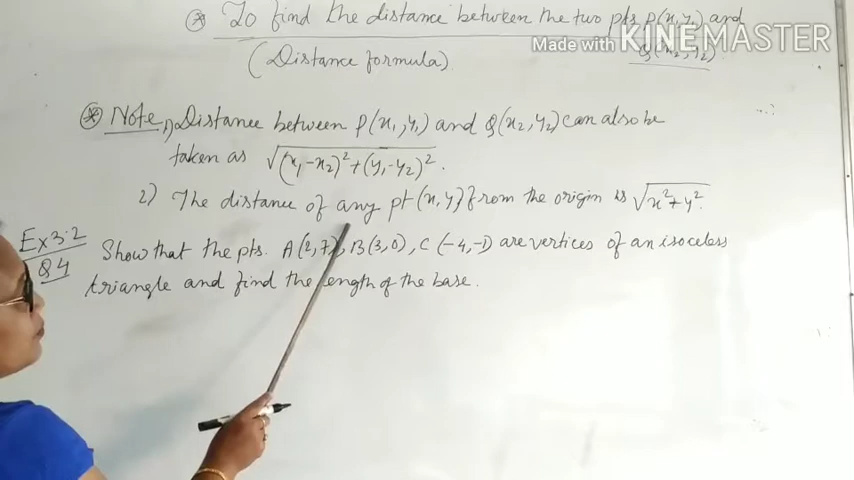 ⊛ To find the distance between the two pts P(x₁,y₁) and
Made with KINEMASTER
(Distance formula)
Q(x₂,y₂)
⊛ Note, 1) Distance between P(x₁,y₁) and Q(x₂,y₂) can also be
taken as √(x₁-x₂)²+(y₁-y₂)².
2) The distance of any pt (x,y) from the origin is √x²+y².
Ex 3.2
Q4
Show that the pts. A(2,7), B(3,0), C(-4,-1) are vertices of an isoceless
triangle and find the length of the base.